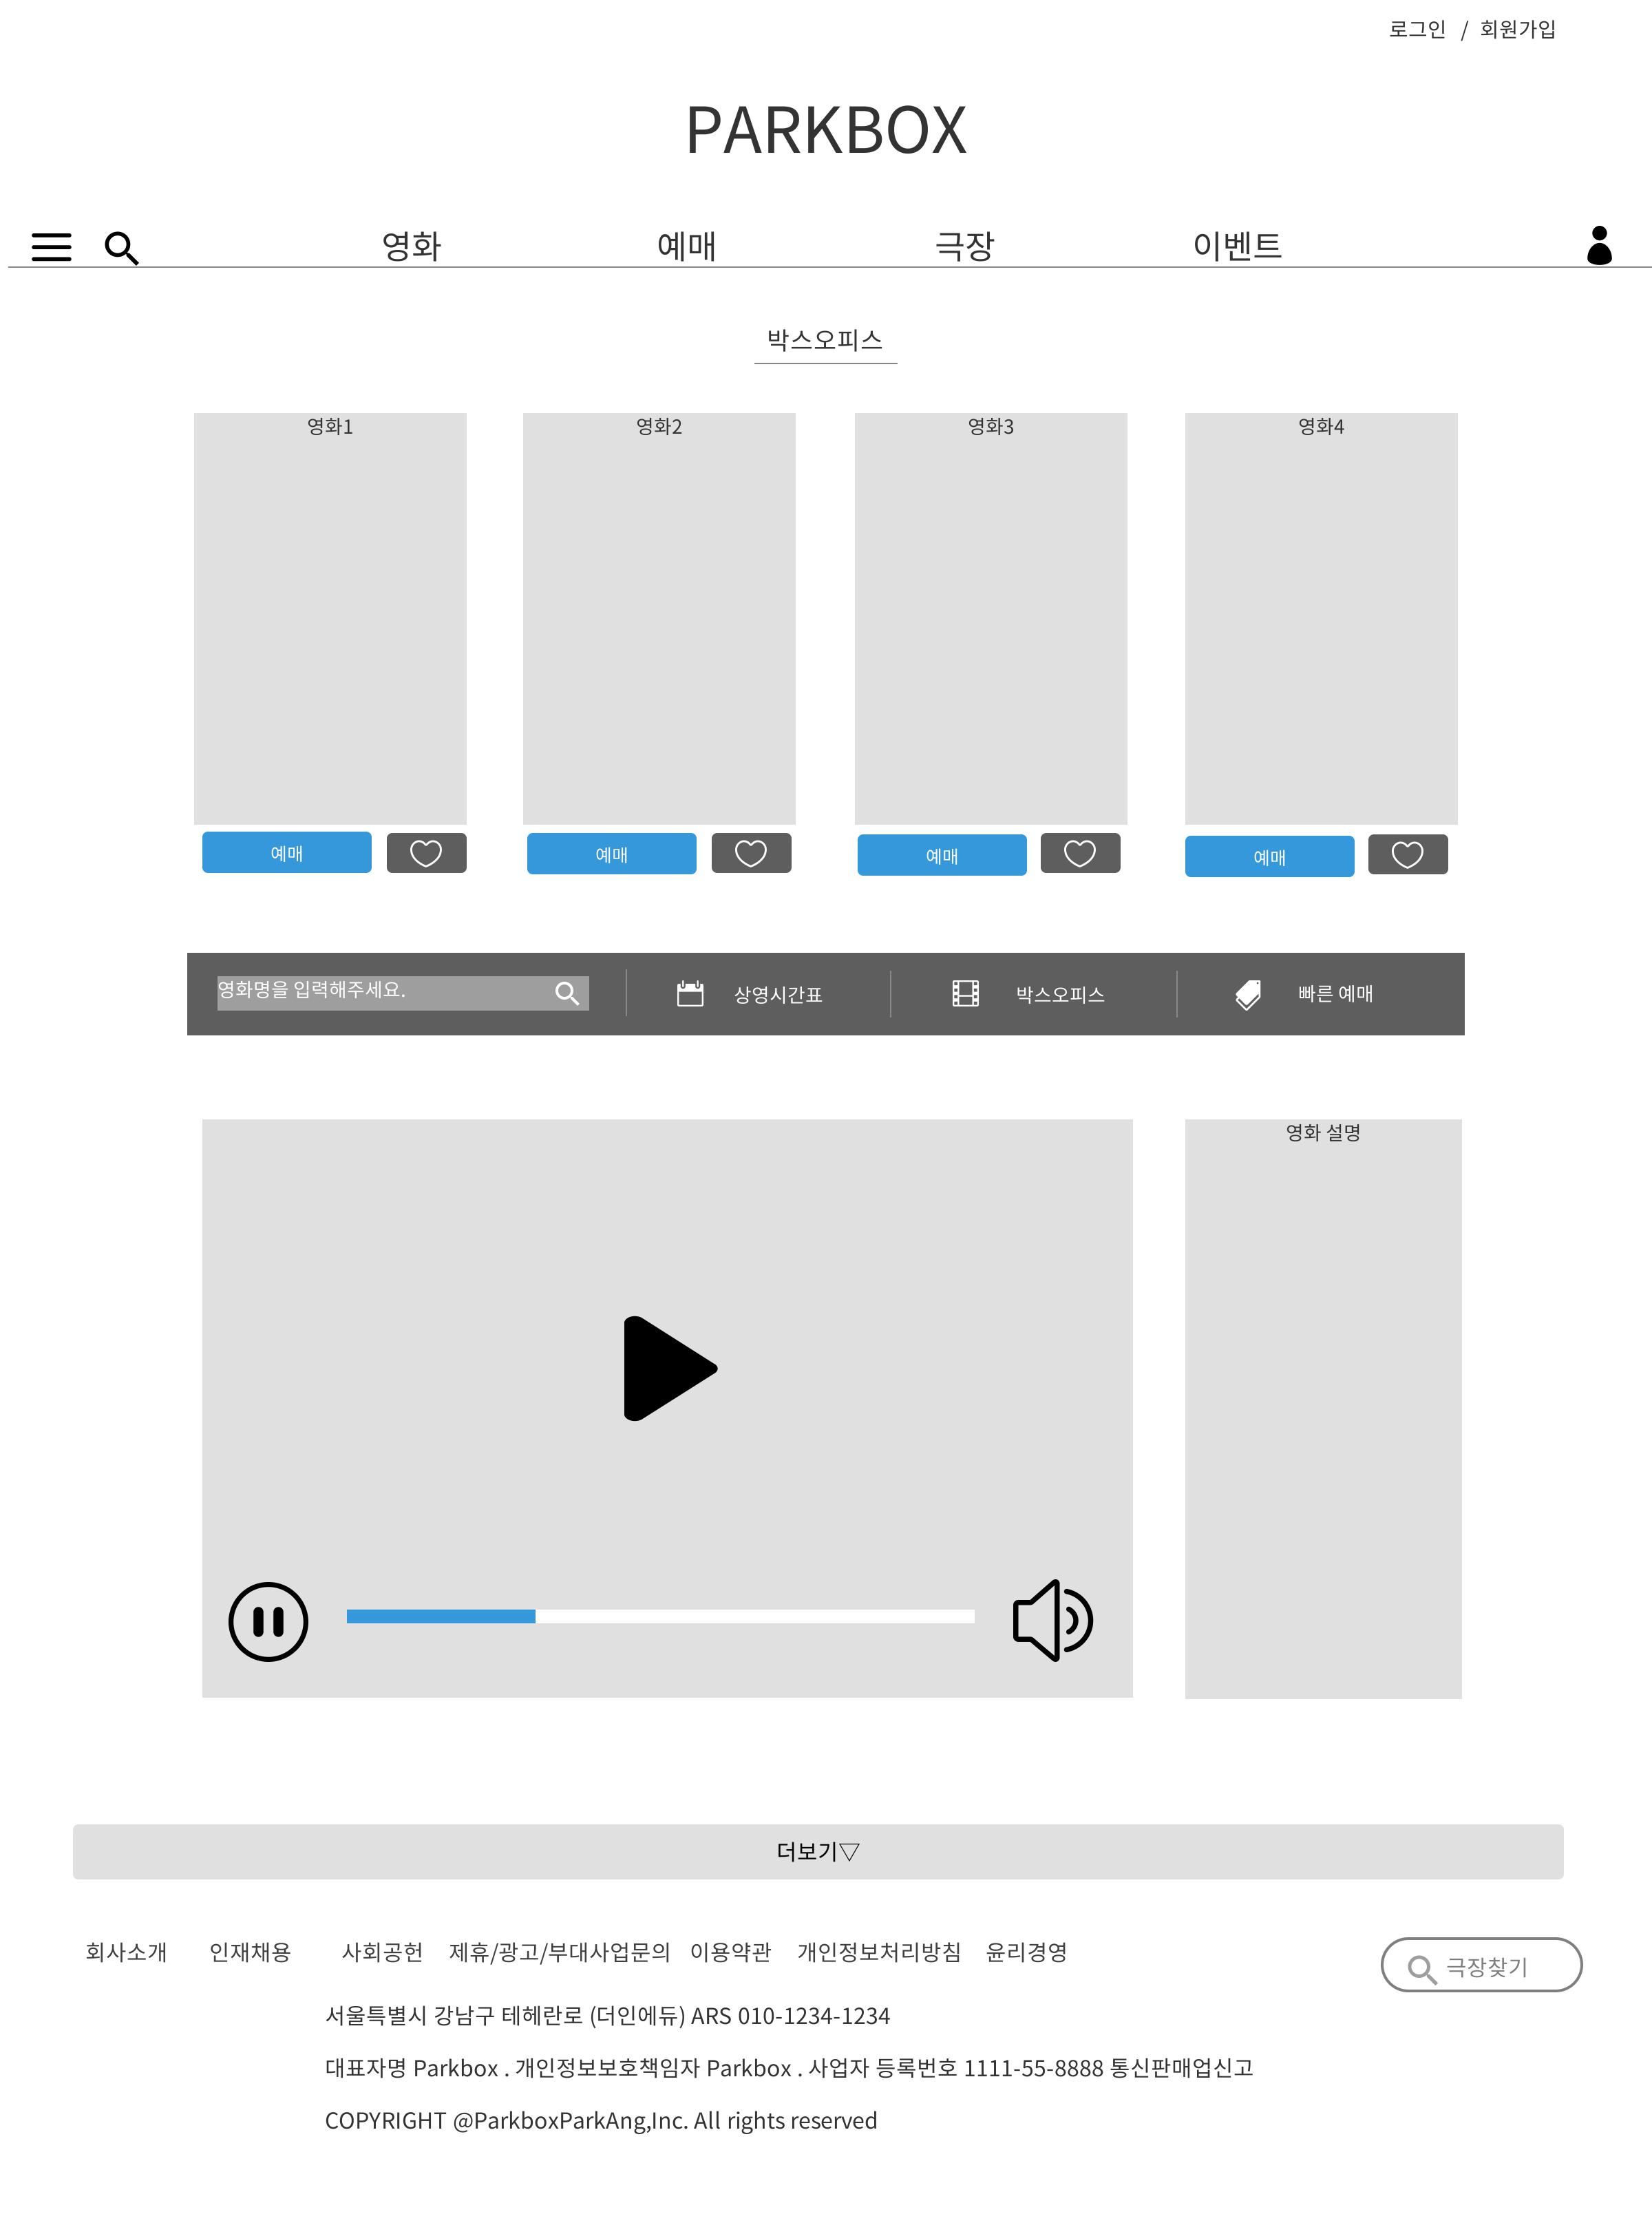 로그인 / 회원가입
PARKBOX
영화 예매 극장 이벤트
박스오피스
영화1 영화2 영화3 영화4
예매 예매 예매 예매
영화명을 입력해주세요. 상영시간표 박스오피스 빠른 예매
영화 설명
더보기▽
회사소개 인재채용 사회공헌 제휴/광고/부대사업문의 이용약관 개인정보처리방침 윤리경영
극장찾기
서울특별시 강남구 테헤란로 (더인에듀) ARS 010-1234-1234
대표자명 Parkbox . 개인정보보호책임자 Parkbox . 사업자 등록번호 1111-55-8888 통신판매업신고
COPYRIGHT @ParkboxParkAng,Inc. All rights reserved